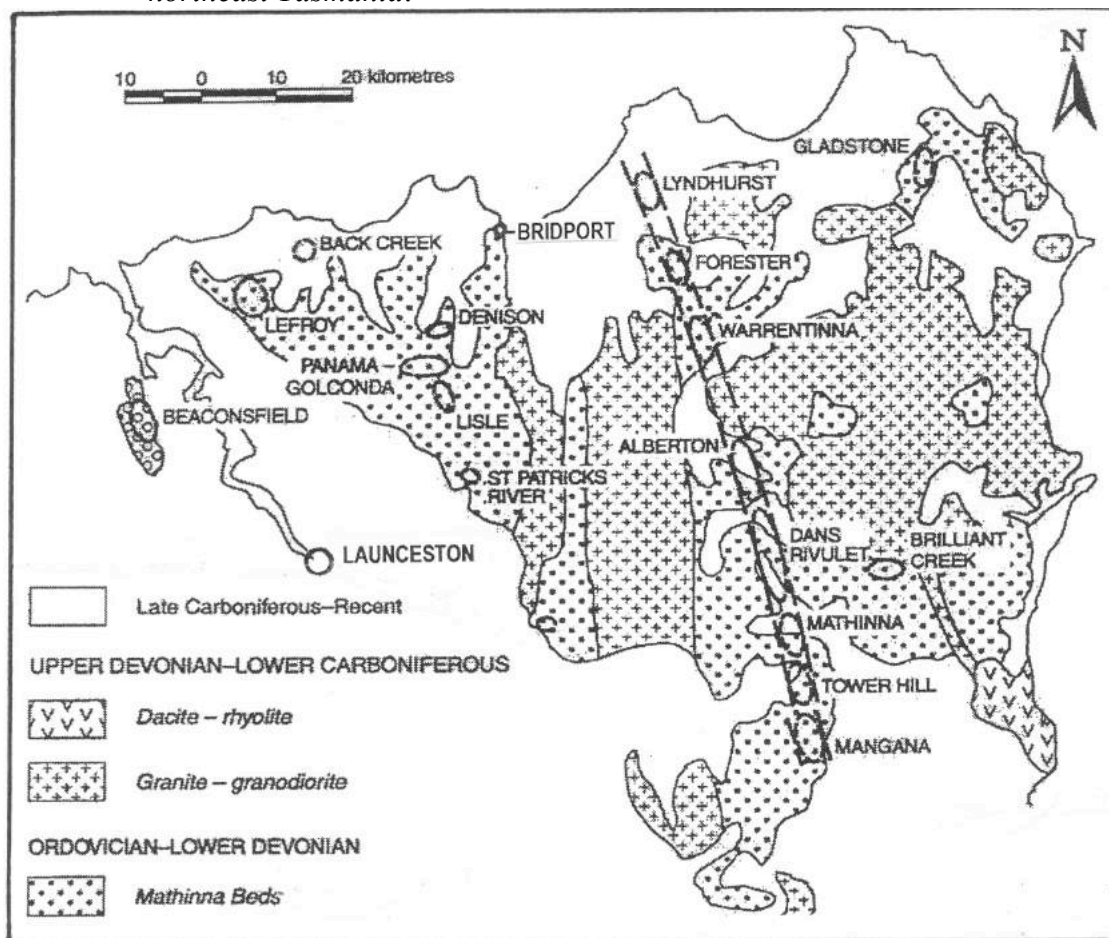 northeast Tasmania.
N
10 0 10 20 kilometres
GLADSTONE
LYNDHURST
BRIDPORT
BACK CREEK
FORESTER
LEFROY
DENISON
WARRENTINNA
PANAMA –
GOLCONDA
BEACONSFIELD
LISLE
ALBERTON
ST PATRICKS
RIVER
DANS
RIVULET
BRILLIANT
CREEK
LAUNCESTON
MATHINNA
TOWER HILL
MANGANA
Late Carboniferous–Recent
UPPER DEVONIAN–LOWER CARBONIFEROUS
Dacite – rhyolite
Granite – granodiorite
ORDOVICIAN–LOWER DEVONIAN
Mathinna Beds